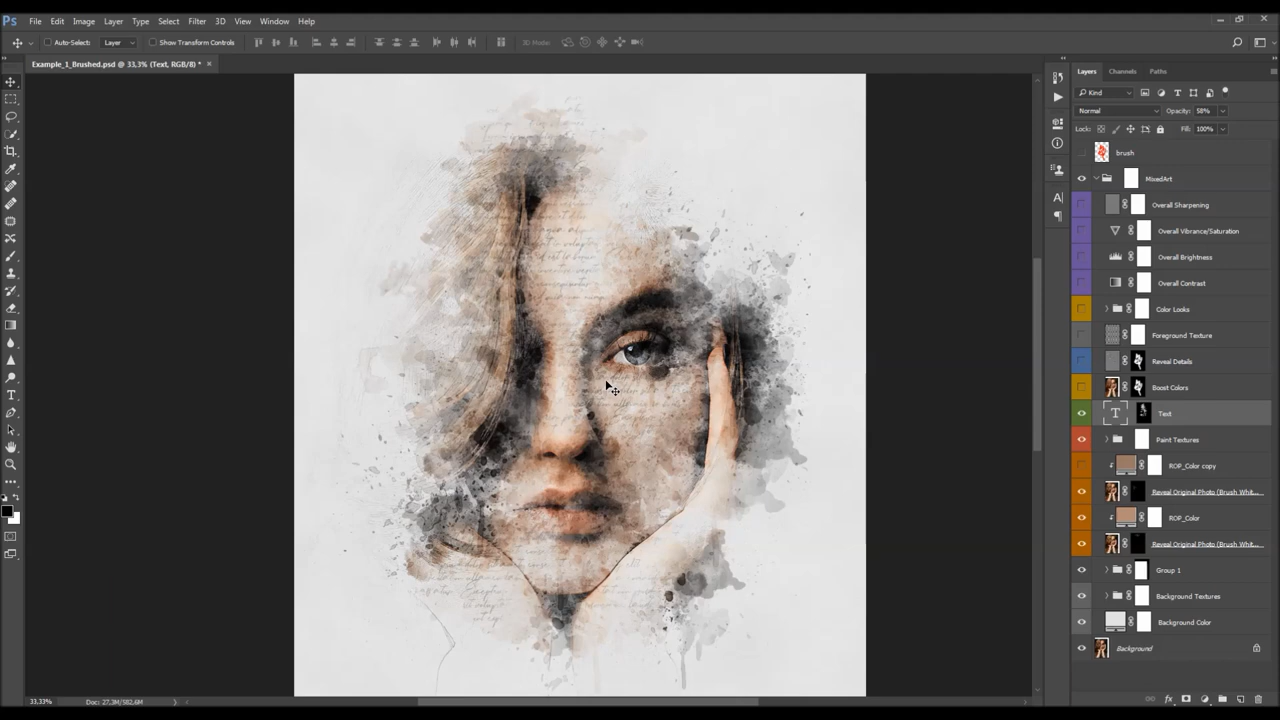 Ps File Edit Image Layer Type Select Filter 3D View Window Help
Auto-Select: Layer Show Transform Controls 3D Mode:
Example_1_Brushed.psd @ 33,3% (Text, RGB/8) *
Layers Channels Paths
Kind
Normal Opacity: 58%
Lock: Fill: 100%
brush
MixedArt
Overall Sharpening
Overall Vibrance/Saturation
Overall Brightness
Overall Contrast
Color Looks
Foreground Texture
Reveal Details
Boost Colors
Text
Paint Textures
ROP_Color copy
Reveal Original Photo (Brush Whit...
ROP_Color
Reveal Original Photo (Brush Whit...
Group 1
Background Textures
Background Color
Background
33,33% Doc: 27,3M/582,6M